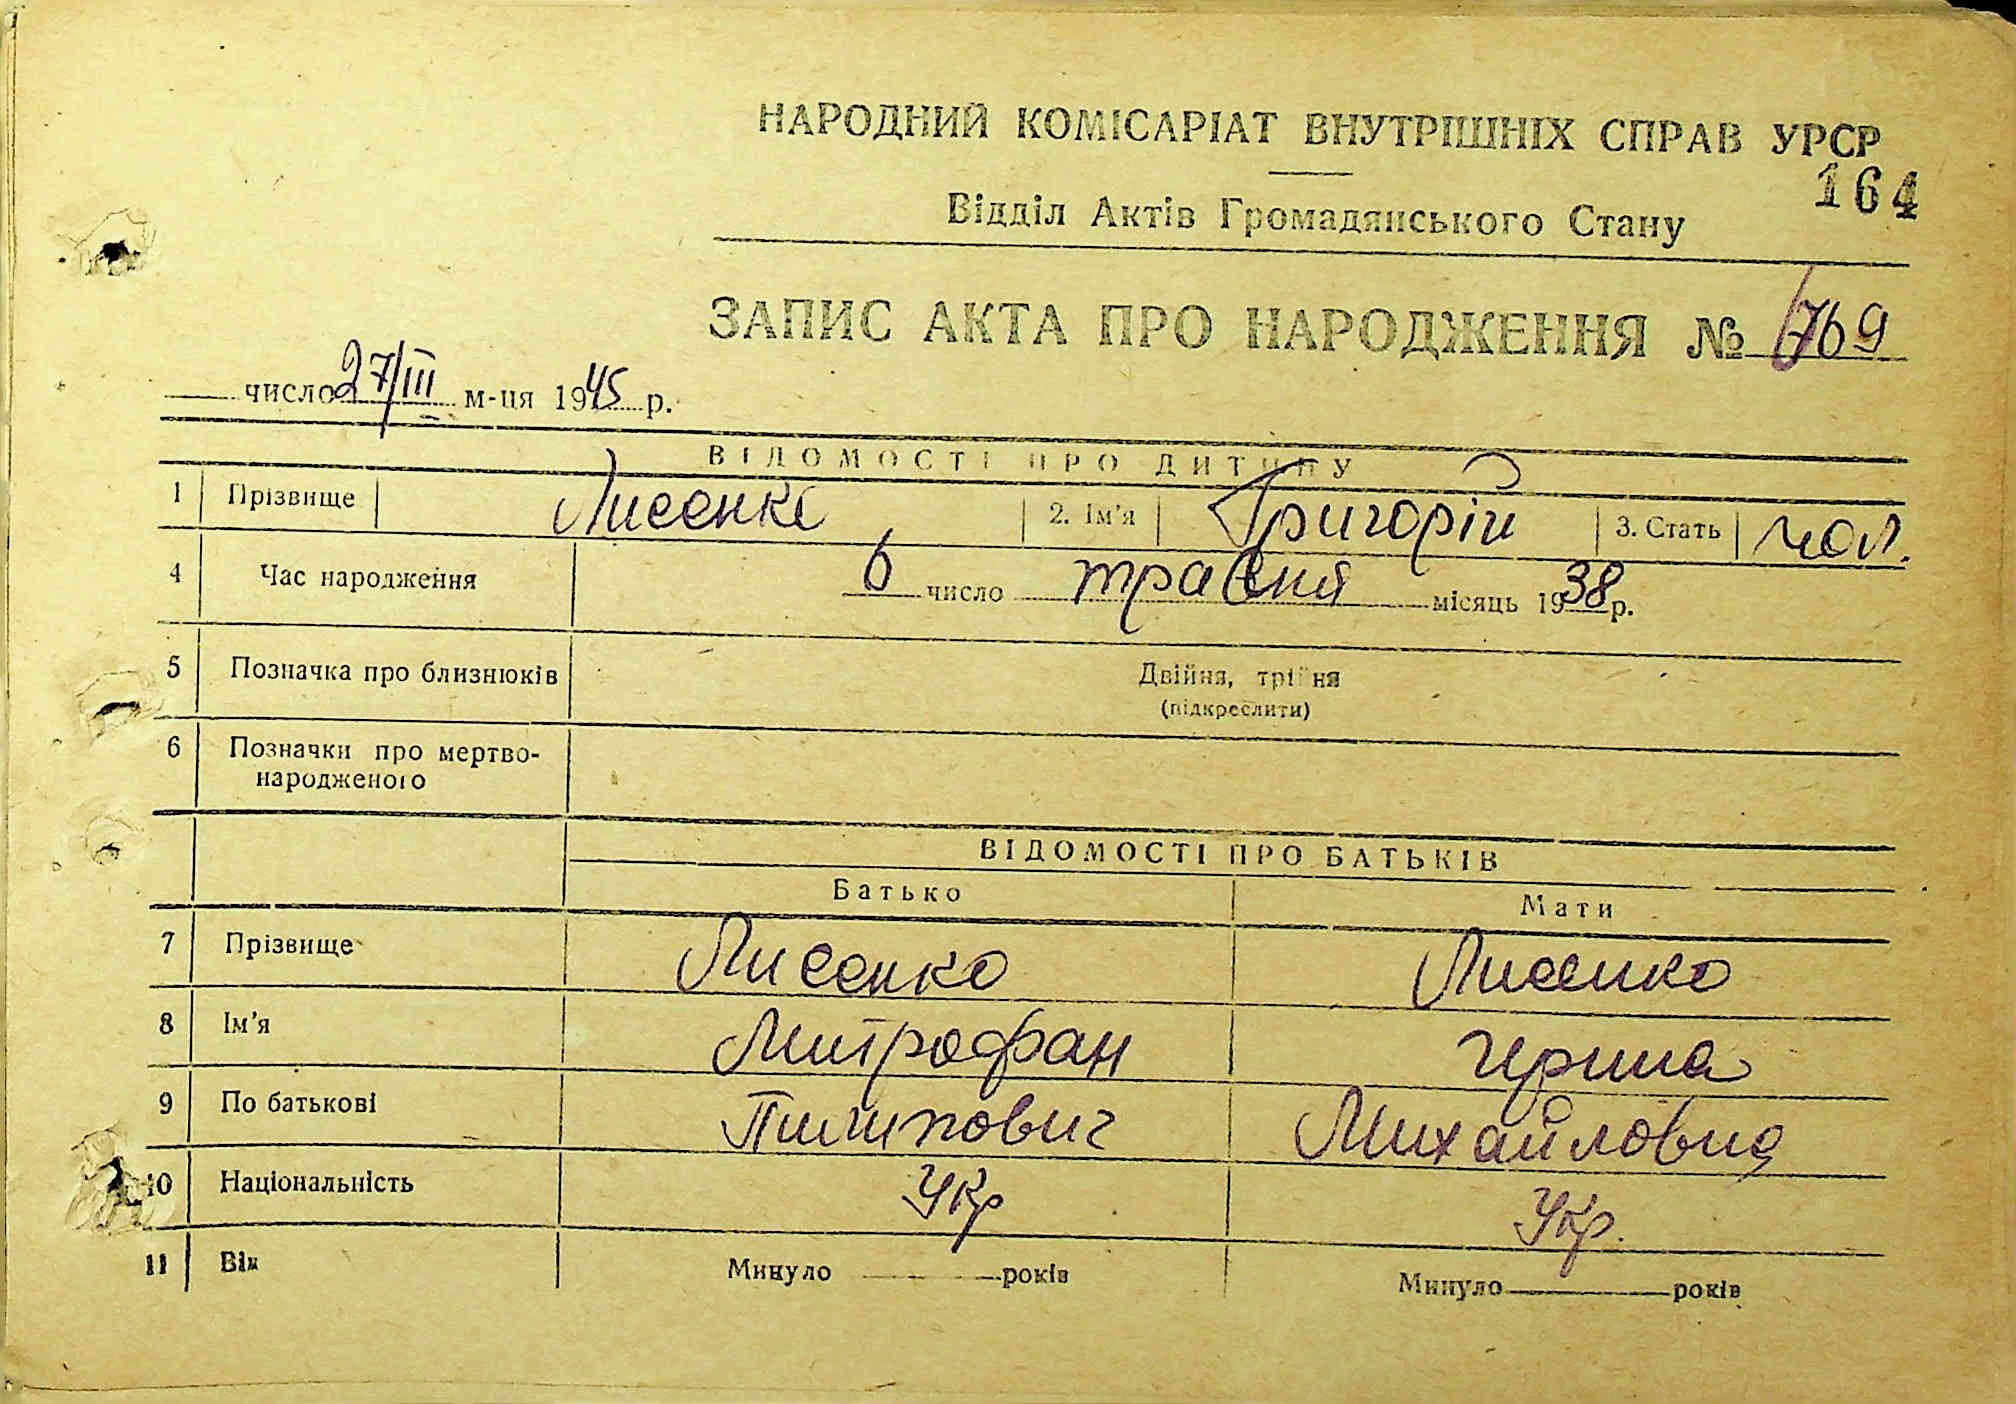 НАРОДНИЙ КОМІСАРІАТ ВНУТРІШНІХ СПРАВ УРСР
164
Відділ Актів Громадянського Стану
ЗАПИС АКТА ПРО НАРОДЖЕННЯ № 769
число 27/III м-ця 1945 р.
ВІДОМОСТІ ПРО ДИТИНУ
1 Прізвище Лисенко 2. Ім'я Григорій 3. Стать чол.
4 Час народження 6 число травня місяць 1938 р.
5 Позначка про близнюків Двійня, трійня
(підкреслити)
6 Позначки про мертво-
народженого
ВІДОМОСТІ ПРО БАТЬКІВ
Батько Мати
7 Прізвище Лисенко Лисенко
8 Ім'я Митрофан Ирина
9 По батькові Пилипович Михайловна
10 Національність Укр Укр.
11 Вік Минуло років Минуло років